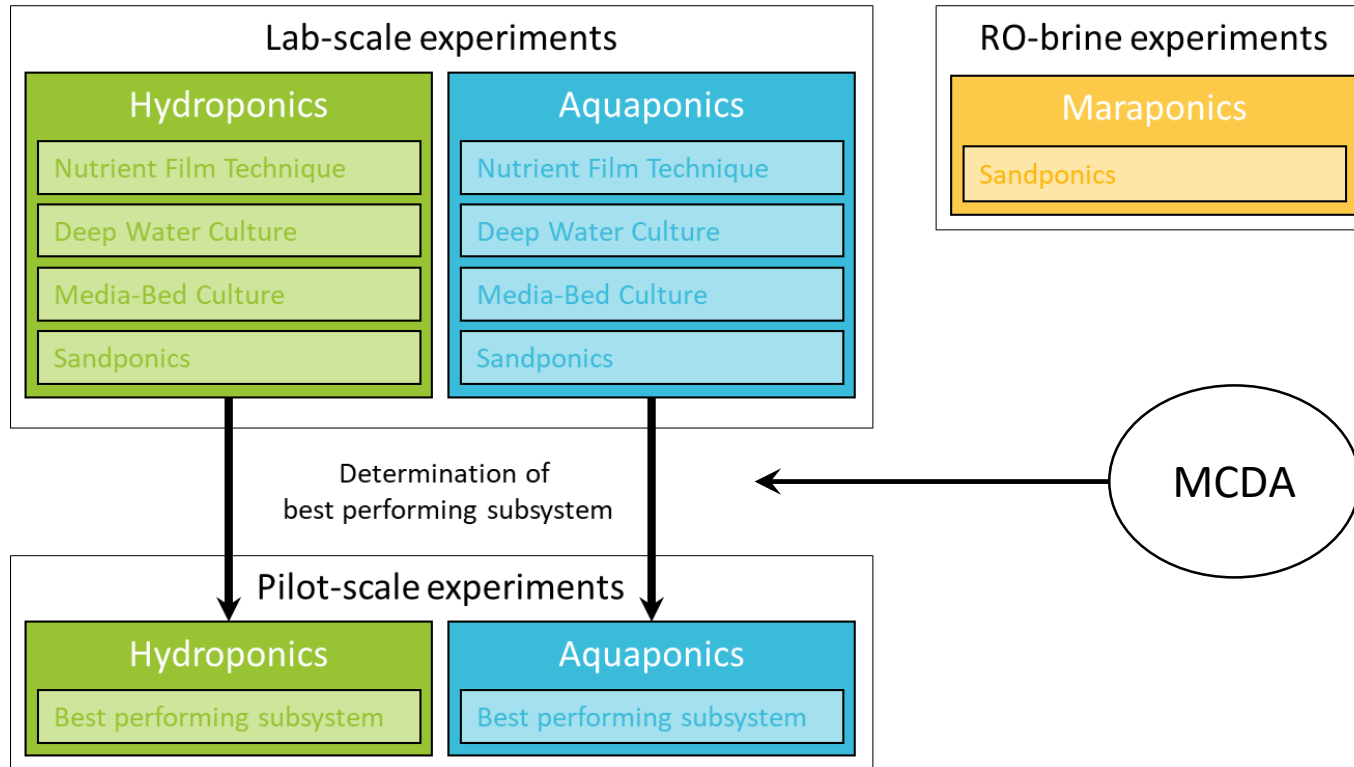 Lab-scale experiments
Hydroponics
Nutrient Film Technique
Deep Water Culture
Media-Bed Culture
Sandponics
Aquaponics
Nutrient Film Technique
Deep Water Culture
Media-Bed Culture
Sandponics
RO-brine experiments
Maraponics
Sandponics
Determination of
best performing subsystem
MCDA
Pilot-scale experiments
Hydroponics
Best performing subsystem
Aquaponics
Best performing subsystem